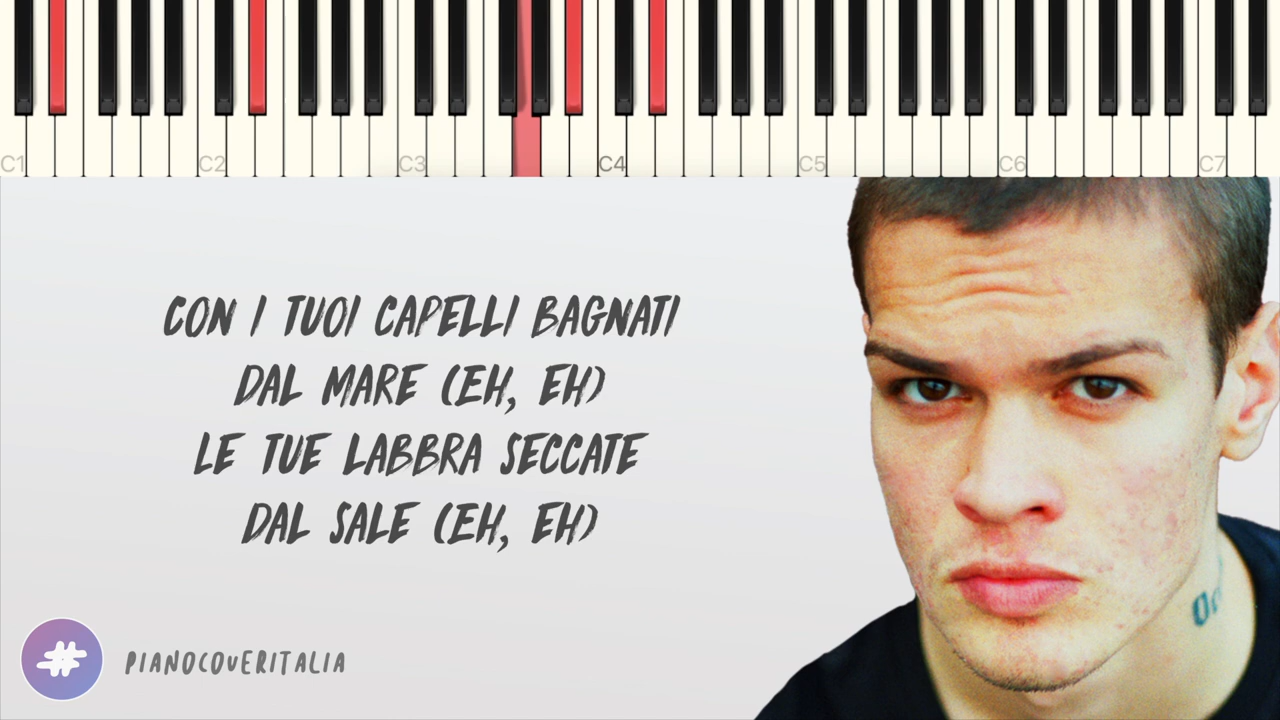 C1 C2 C3 C4 C5 C6 C7
CON I TUOI CAPELLI BAGNATI
DAL MARE (EH, EH)
LE TUE LABBRA SECCATE
DAL SALE (EH, EH)
# PIANOCOVERITALIA